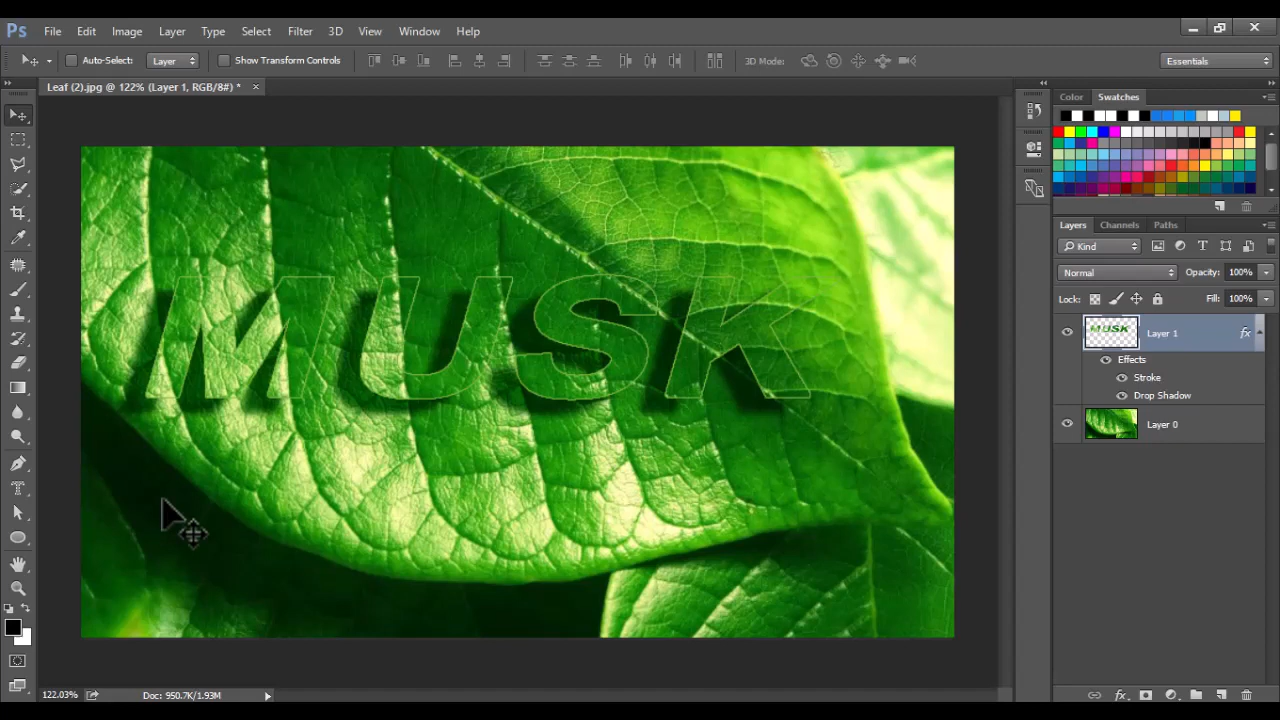 Ps File Edit Image Layer Type Select Filter 3D View Window Help
Auto-Select: Layer Show Transform Controls 3D Mode: Essentials
Leaf (2).jpg @ 122% (Layer 1, RGB/8#) *
Color Swatches
Layers Channels Paths
Kind
Normal Opacity: 100%
Lock: Fill: 100%
MUSK
Layer 1 fx
Effects
Stroke
Drop Shadow
Layer 0
122.03% Doc: 950.7K/1.93M
fx